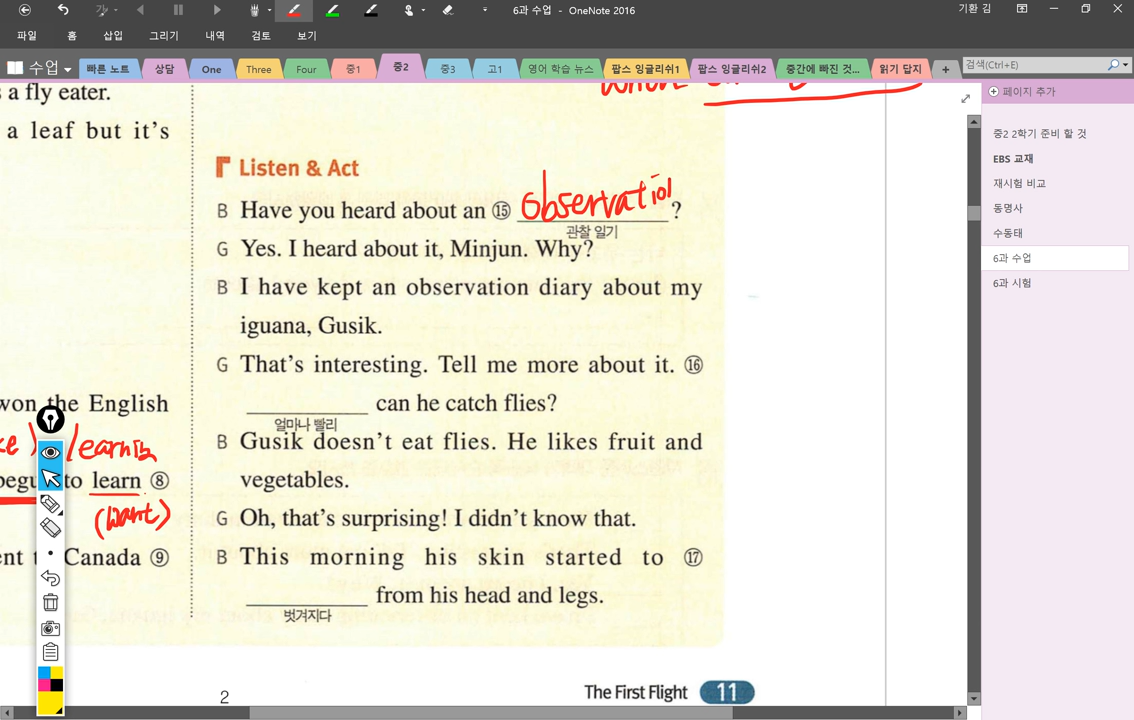 6과 수업 - OneNote 2016
기환 김
파일 홈 삽입 그리기 내역 검토 보기
수업 빠른 노트 상담 One Three Four 중1 중2 중3 고1 영어 학습 뉴스 팝스 잉글리쉬1 팝스 잉글리쉬2 중간에 빠진 것... 읽기 답지 + 검색(Ctrl+E)
페이지 추가
중2 2학기 준비 할 것
EBS 교재
재시험 비교
동명사
수동태
6과 수업
6과 시험
a fly eater.
a leaf but it's
won the English
learning
begun to learn ⑧
(want)
Canada ⑨
Listen & Act
B Have you heard about an ⑮ observation ?
관찰 일기
G Yes. I heard about it, Minjun. Why?
B I have kept an observation diary about my
iguana, Gusik.
G That's interesting. Tell me more about it. ⑯
can he catch flies?
얼마나 빨리
B Gusik doesn't eat flies. He likes fruit and
vegetables.
G Oh, that's surprising! I didn't know that.
B This morning his skin started to ⑰
from his head and legs.
벗겨지다
2
The First Flight 11